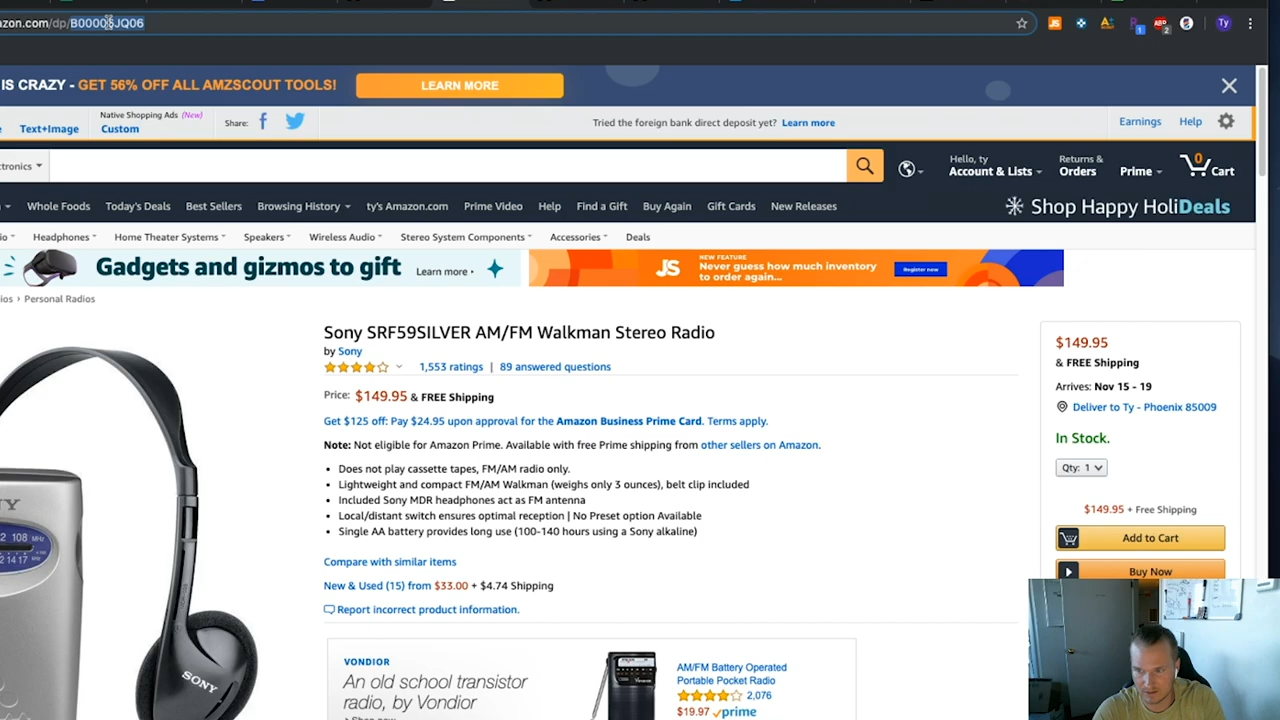 azon.com/dp/B00005JQ06
Ty
IS CRAZY - GET 56% OFF ALL AMZSCOUT TOOLS!
LEARN MORE
Text+Image
Native Shopping Ads (New)
Custom
Share:
Tried the foreign bank direct deposit yet? Learn more
Earnings
Help
tronics
0
Hello, ty
Account & Lists
Returns &
Orders
Prime
Cart
Whole Foods
Today's Deals
Best Sellers
Browsing History
ty's Amazon.com
Prime Video
Help
Find a Gift
Buy Again
Gift Cards
New Releases
Shop Happy HoliDeals
io
Headphones
Home Theater Systems
Speakers
Wireless Audio
Stereo System Components
Accessories
Deals
Gadgets and gizmos to gift
Learn more ›
JS
NEW FEATURE
Never guess how much inventory
to order again...
Register now
ios › Personal Radios
Sony SRF59SILVER AM/FM Walkman Stereo Radio
by Sony
1,553 ratings | 89 answered questions
Price: $149.95 & FREE Shipping
Get $125 off: Pay $24.95 upon approval for the Amazon Business Prime Card. Terms apply.
Note: Not eligible for Amazon Prime. Available with free Prime shipping from other sellers on Amazon.
• Does not play cassette tapes, FM/AM radio only.
• Lightweight and compact FM/AM Walkman (weighs only 3 ounces), belt clip included
• Included Sony MDR headphones act as FM antenna
• Local/distant switch ensures optimal reception | No Preset option Available
• Single AA battery provides long use (100-140 hours using a Sony alkaline)
Compare with similar items
New & Used (15) from $33.00 + $4.74 Shipping
Report incorrect product information.
$149.95
& FREE Shipping
Arrives: Nov 15 - 19
Deliver to Ty - Phoenix 85009
In Stock.
Qty: 1
$149.95 + Free Shipping
Add to Cart
Buy Now
VONDIOR
An old school transistor
radio, by Vondior
AM/FM Battery Operated
Portable Pocket Radio
2,076
$19.97 prime
SONY